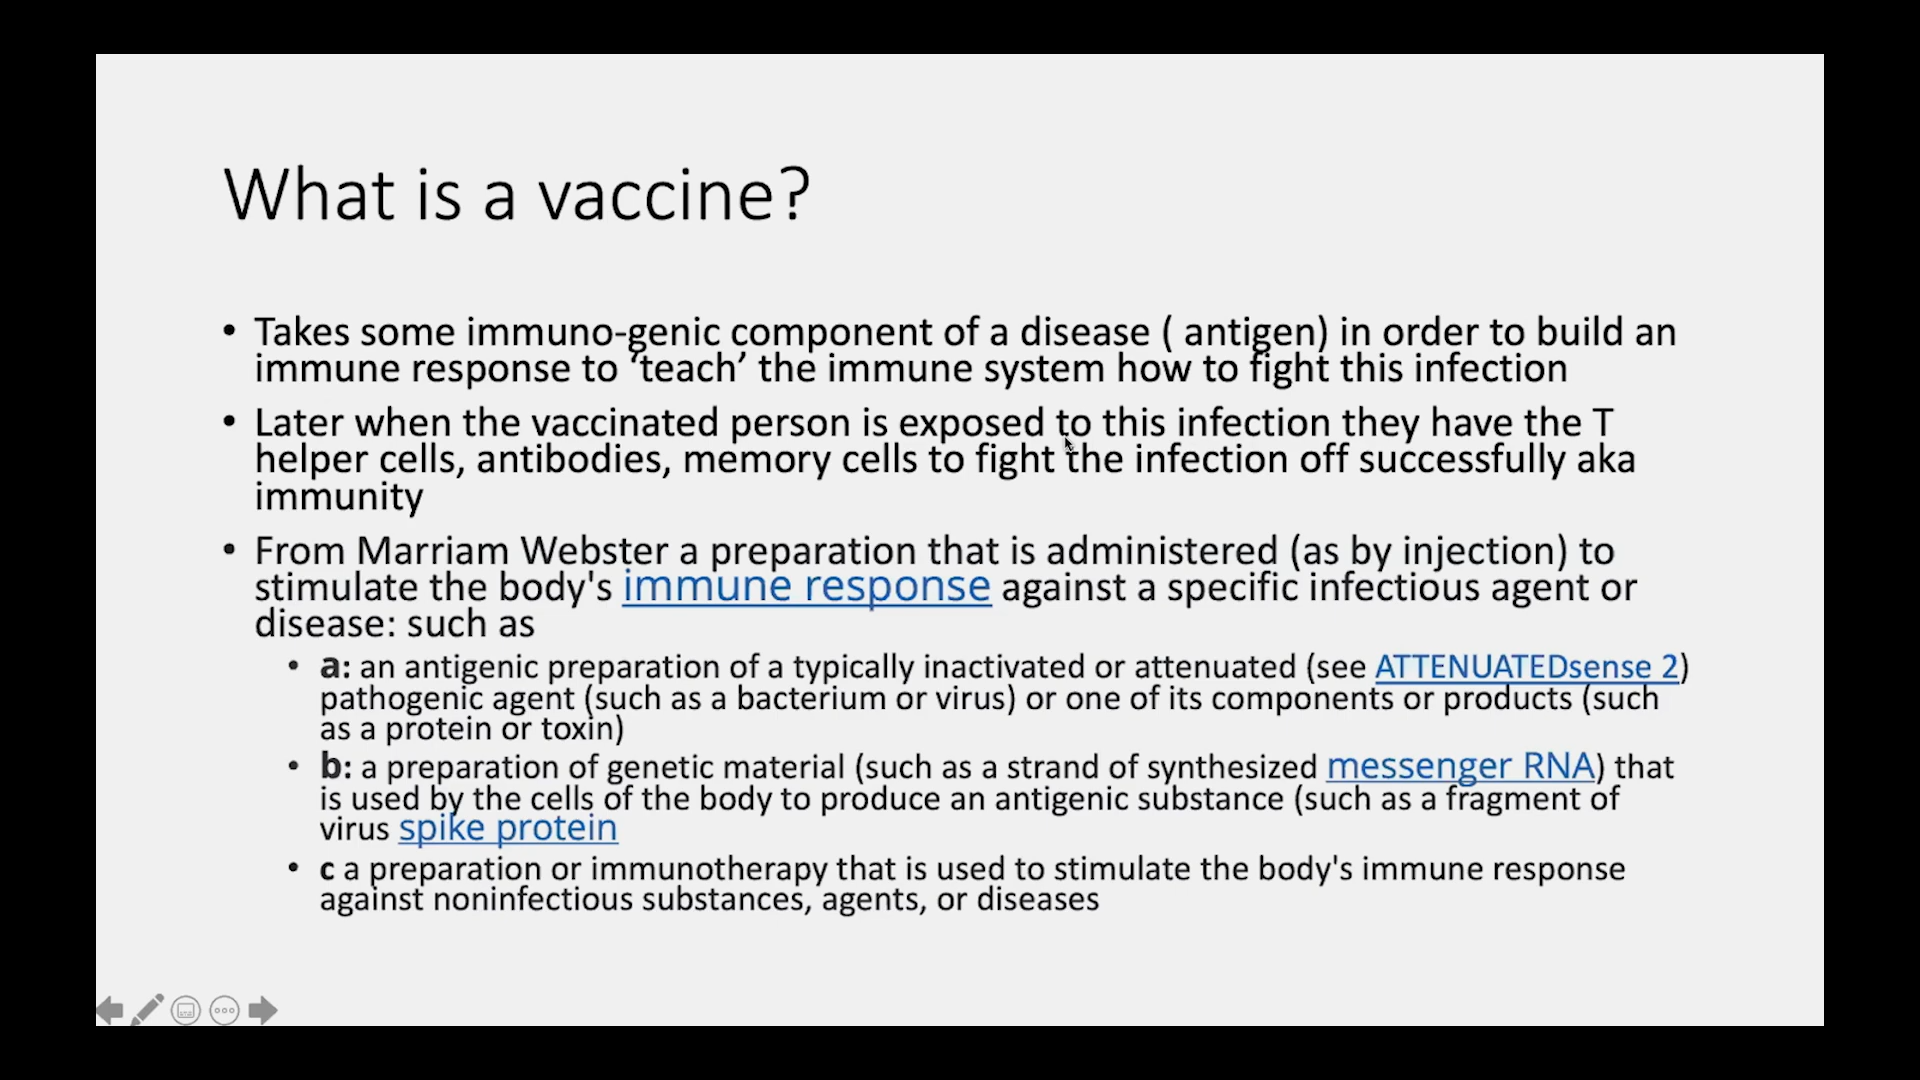 What is a vaccine?
• Takes some immuno-genic component of a disease ( antigen) in order to build an
immune response to ‘teach’ the immune system how to fight this infection
• Later when the vaccinated person is exposed to this infection they have the T
helper cells, antibodies, memory cells to fight the infection off successfully aka
immunity
• From Marriam Webster a preparation that is administered (as by injection) to
stimulate the body's immune response against a specific infectious agent or
disease: such as
• a: an antigenic preparation of a typically inactivated or attenuated (see ATTENUATEDsense 2)
pathogenic agent (such as a bacterium or virus) or one of its components or products (such
as a protein or toxin)
• b: a preparation of genetic material (such as a strand of synthesized messenger RNA) that
is used by the cells of the body to produce an antigenic substance (such as a fragment of
virus spike protein
• c a preparation or immunotherapy that is used to stimulate the body's immune response
against noninfectious substances, agents, or diseases